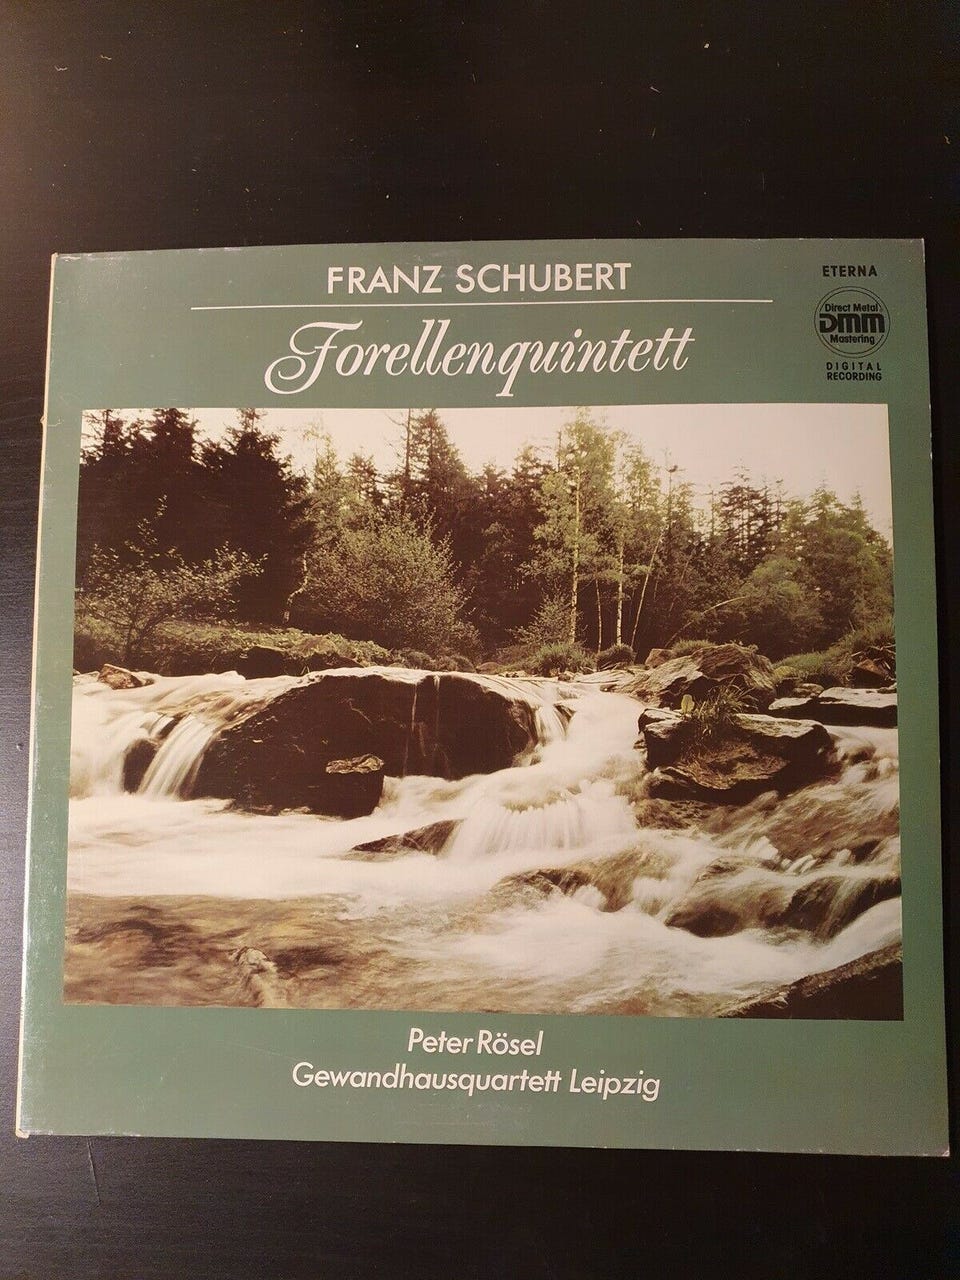 FRANZ SCHUBERT
Forellenquintett
ETERNA
Direct Metal
DMM
Mastering
DIGITAL
RECORDING
Peter Rösel
Gewandhausquartett Leipzig